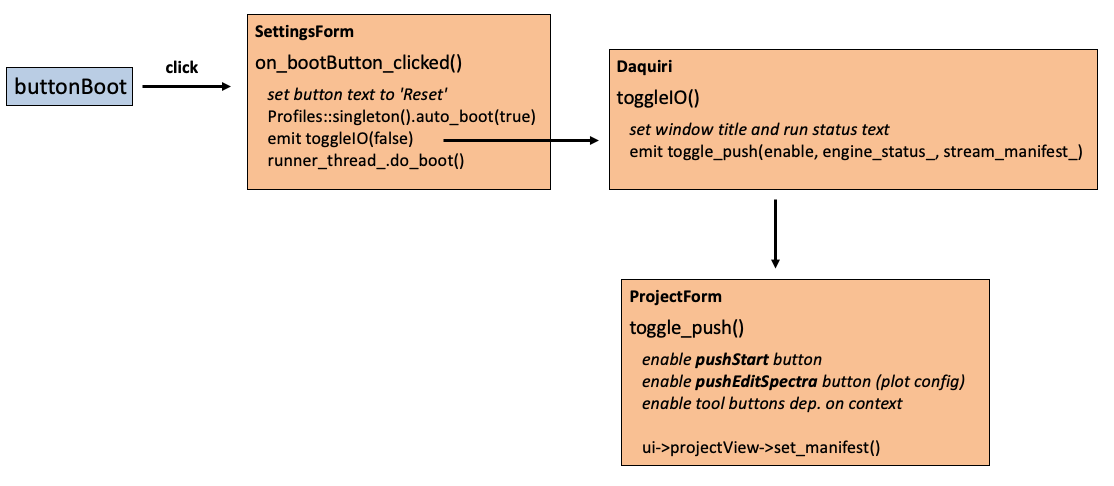 buttonBoot
click
SettingsForm
on_bootButton_clicked()
set button text to 'Reset'
Profiles::singleton().auto_boot(true)
emit toggleIO(false)
runner_thread_.do_boot()
Daquiri
toggleIO()
set window title and run status text
emit toggle_push(enable, engine_status_, stream_manifest_)
ProjectForm
toggle_push()
enable pushStart button
enable pushEditSpectra button (plot config)
enable tool buttons dep. on context
ui->projectView->set_manifest()